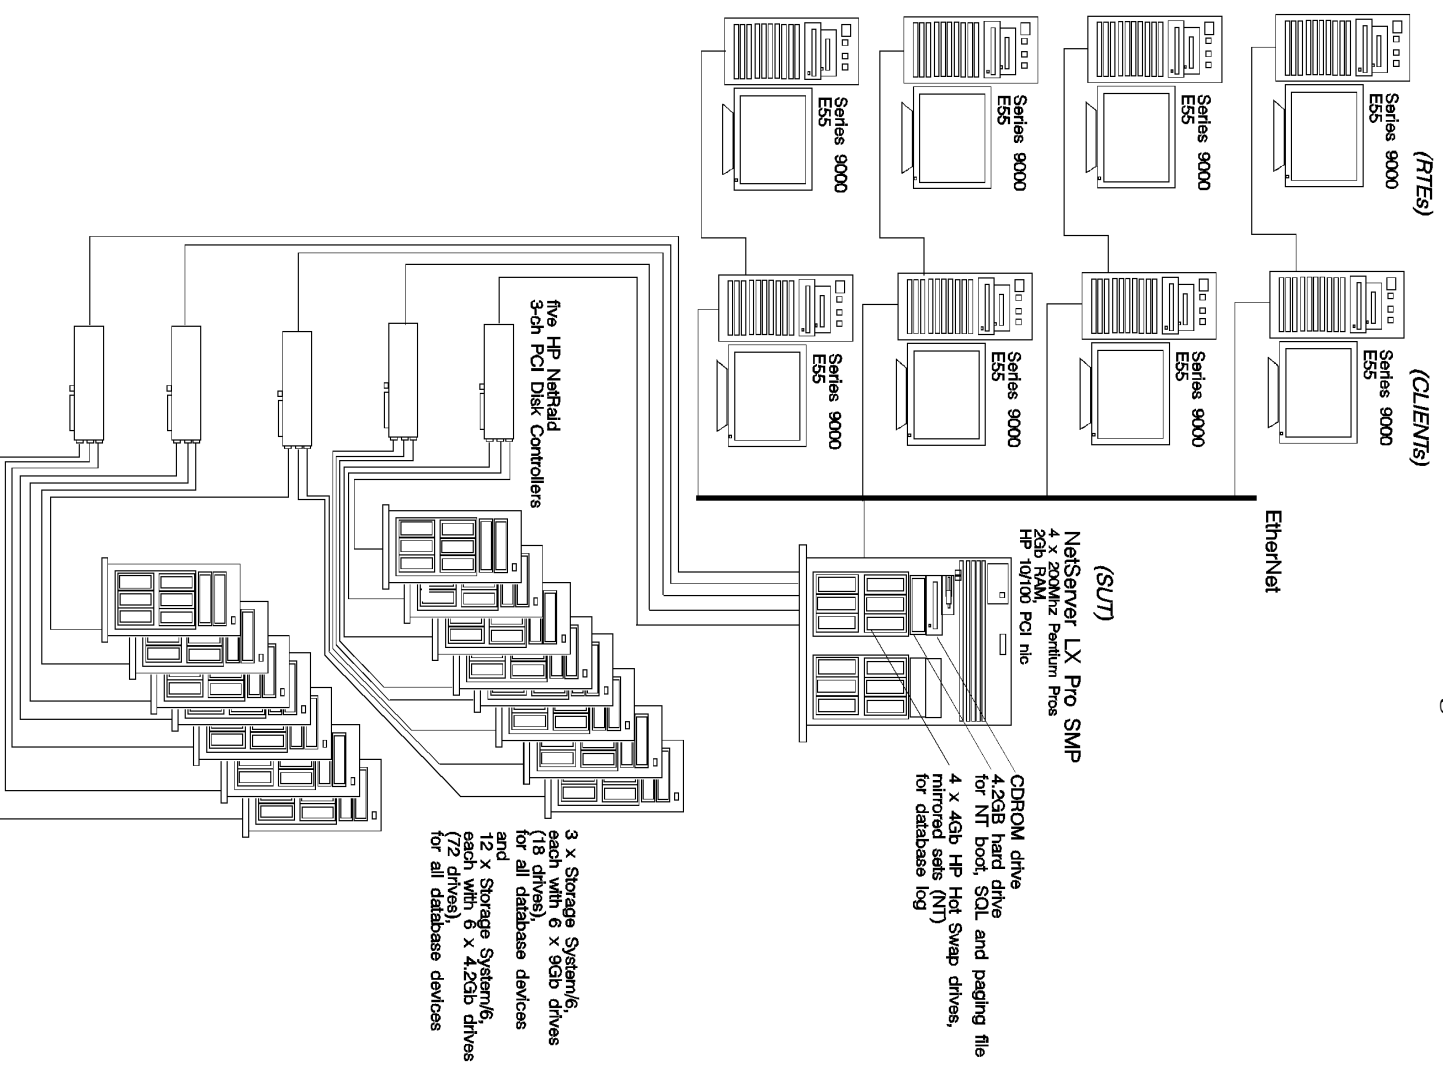 (RTEs)
Series 9000
E55
Series 9000
E55
Series 9000
E55
Series 9000
E55
(CLIENTs)
Series 9000
E55
Series 9000
E55
Series 9000
E55
Series 9000
E55
EtherNet
(SUT)
NetServer LX Pro SMP
4 x 200Mhz Pentium Pros
2Gb RAM,
HP 10/100 PCI nic
CDROM drive
4.2GB hard drive
for NT boot, SQL and paging file
4 x 4Gb HP Hot Swap drives,
mirrored sets (NT)
for database log
five HP NetRaid
3-ch PCI Disk Controllers
3 x Storage System/6,
each with 6 x 9Gb drives
(18 drives),
for all database devices
and
12 x Storage System/6,
each with 6 x 4.2Gb drives
(72 drives),
for all database devices